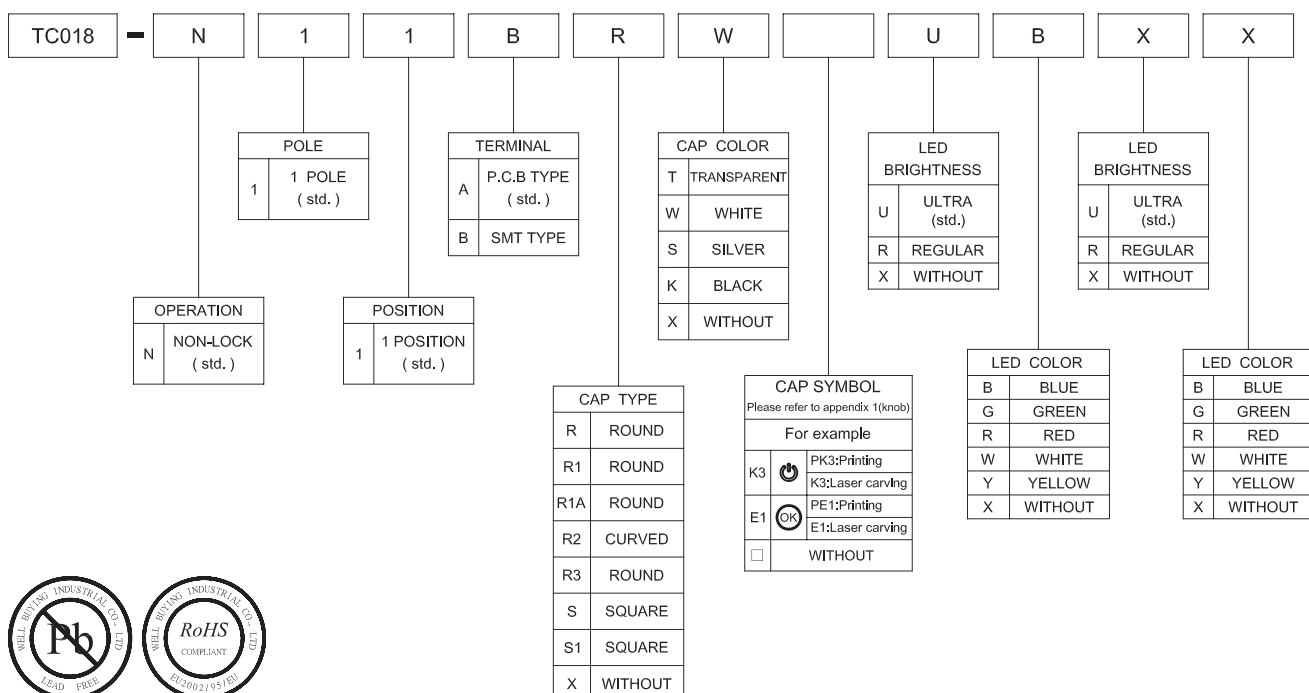 TC018 - N 1 1 B R W U B X X
POLE
1 1 POLE
( std. )
TERMINAL
A P.C.B TYPE
( std. )
B SMT TYPE
CAP COLOR
T TRANSPARENT
W WHITE
S SILVER
K BLACK
X WITHOUT
LED
BRIGHTNESS
U ULTRA
(std.)
R REGULAR
X WITHOUT
LED
BRIGHTNESS
U ULTRA
(std.)
R REGULAR
X WITHOUT
OPERATION
N NON-LOCK
( std. )
POSITION
1 1 POSITION
( std. )
CAP TYPE
R ROUND
R1 ROUND
R1A ROUND
R2 CURVED
R3 ROUND
S SQUARE
S1 SQUARE
X WITHOUT
CAP SYMBOL
Please refer to appendix 1(knob)
For example
K3 PK3:Printing
K3:Laser carving
E1 OK PE1:Printing
E1:Laser carving
□ WITHOUT
LED COLOR
B BLUE
G GREEN
R RED
W WHITE
Y YELLOW
X WITHOUT
LED COLOR
B BLUE
G GREEN
R RED
W WHITE
Y YELLOW
X WITHOUT
WELL BUYING INDUSTRIAL CO., LTD
Pb
LEAD FREE
WELL BUYING INDUSTRIAL CO., LTD
RoHS
COMPLIANT
EU2002/95/EU